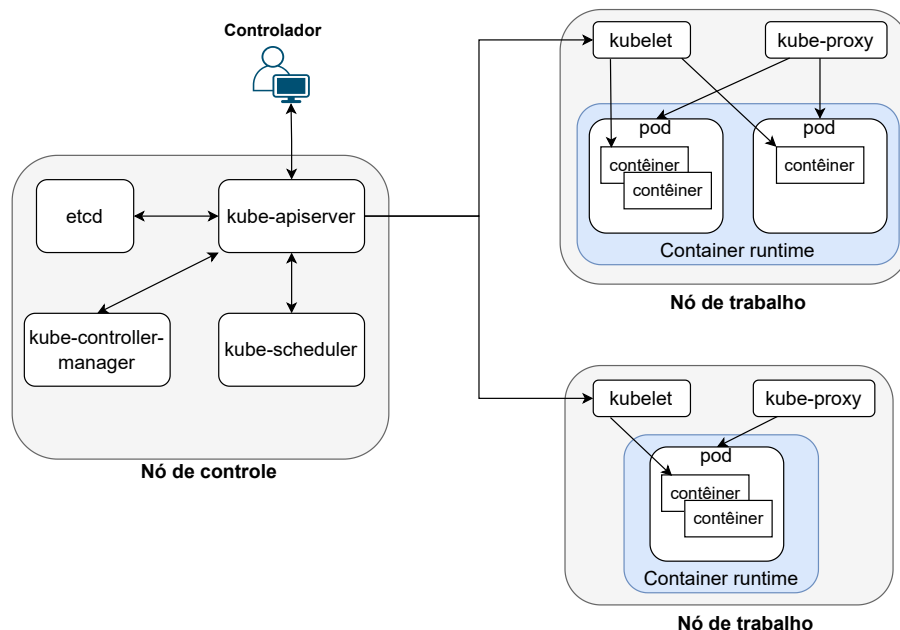 Controlador
etcd
kube-apiserver
kube-controller-
manager
kube-scheduler
Nó de controle
kubelet
kube-proxy
pod
contêiner
contêiner
pod
contêiner
Container runtime
Nó de trabalho
kubelet
kube-proxy
pod
contêiner
contêiner
Container runtime
Nó de trabalho